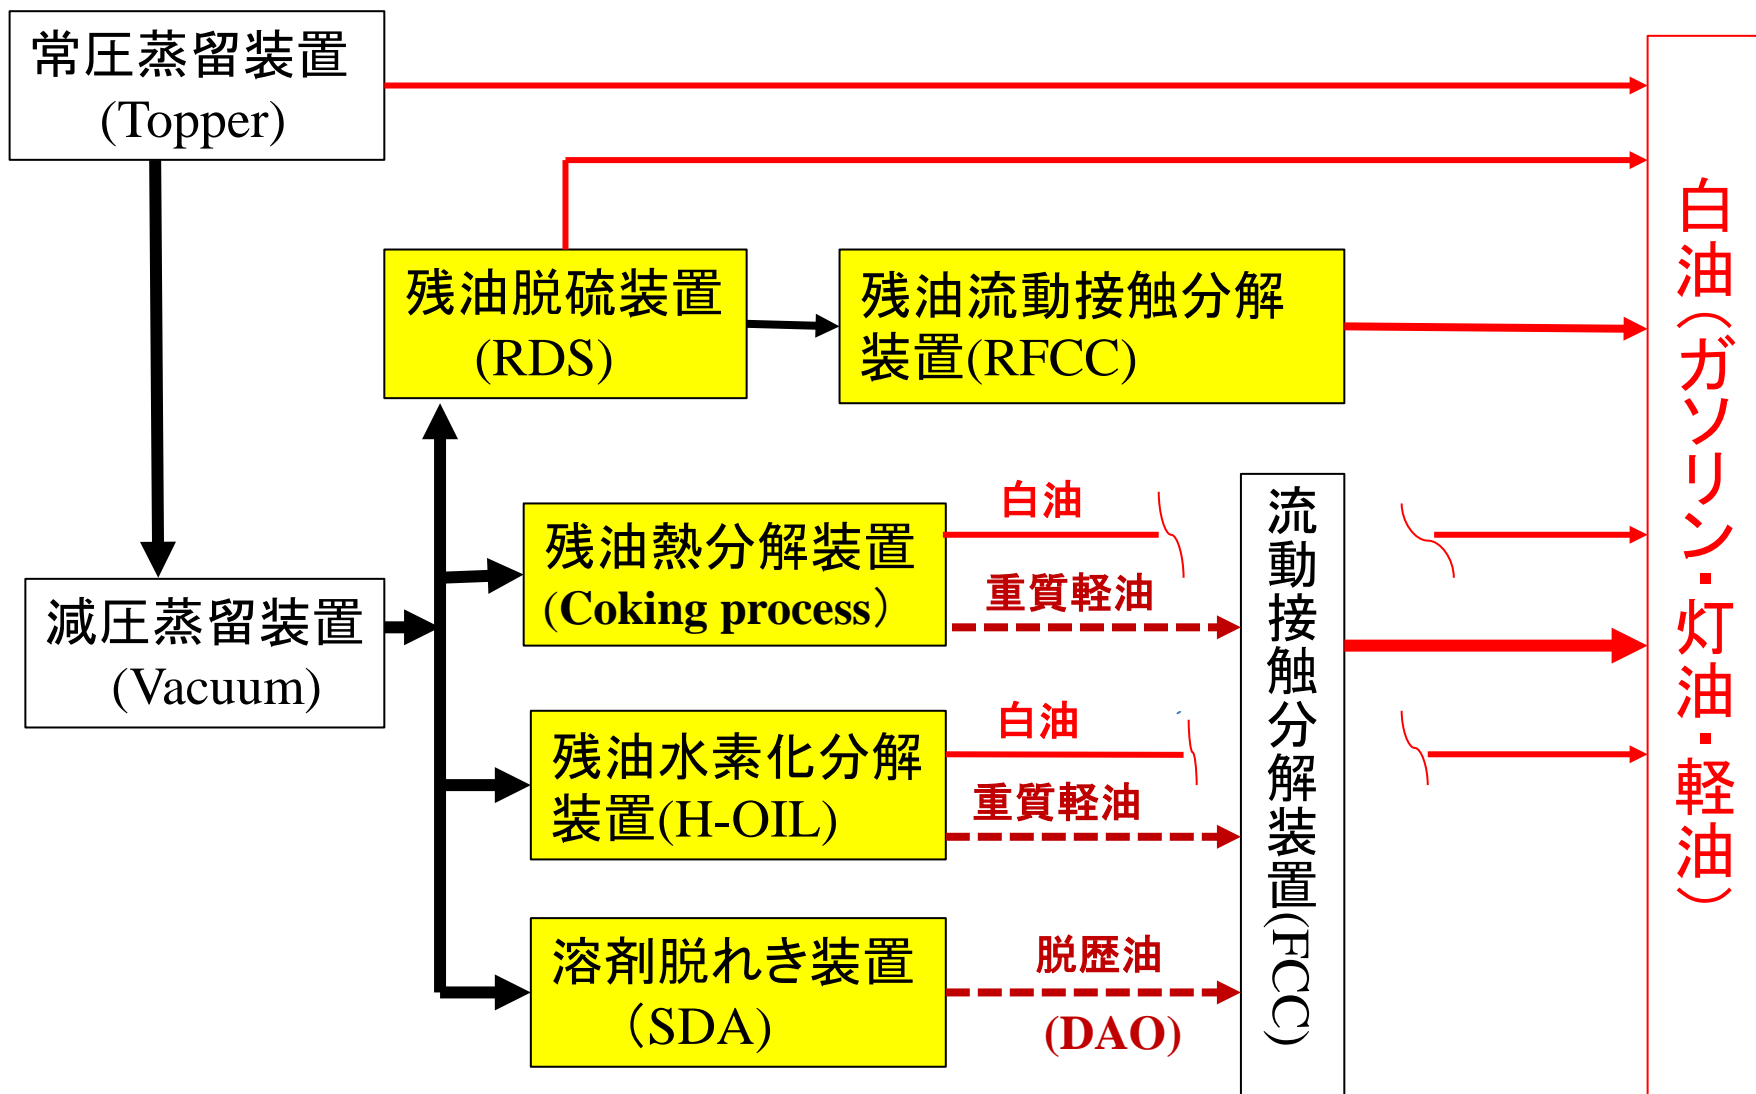 常圧蒸留装置
(Topper)
残油脱硫装置
(RDS)
残油流動接触分解
装置(RFCC)
残油熱分解装置
(Coking process）
白油
重質軽油
減圧蒸留装置
(Vacuum)
残油水素化分解
装置(H-OIL)
白油
重質軽油
溶剤脱れき装置
（SDA)
脱歴油
(DAO)
流動接触分解装置(FCC)
白油（ガソリン・灯油・軽油）